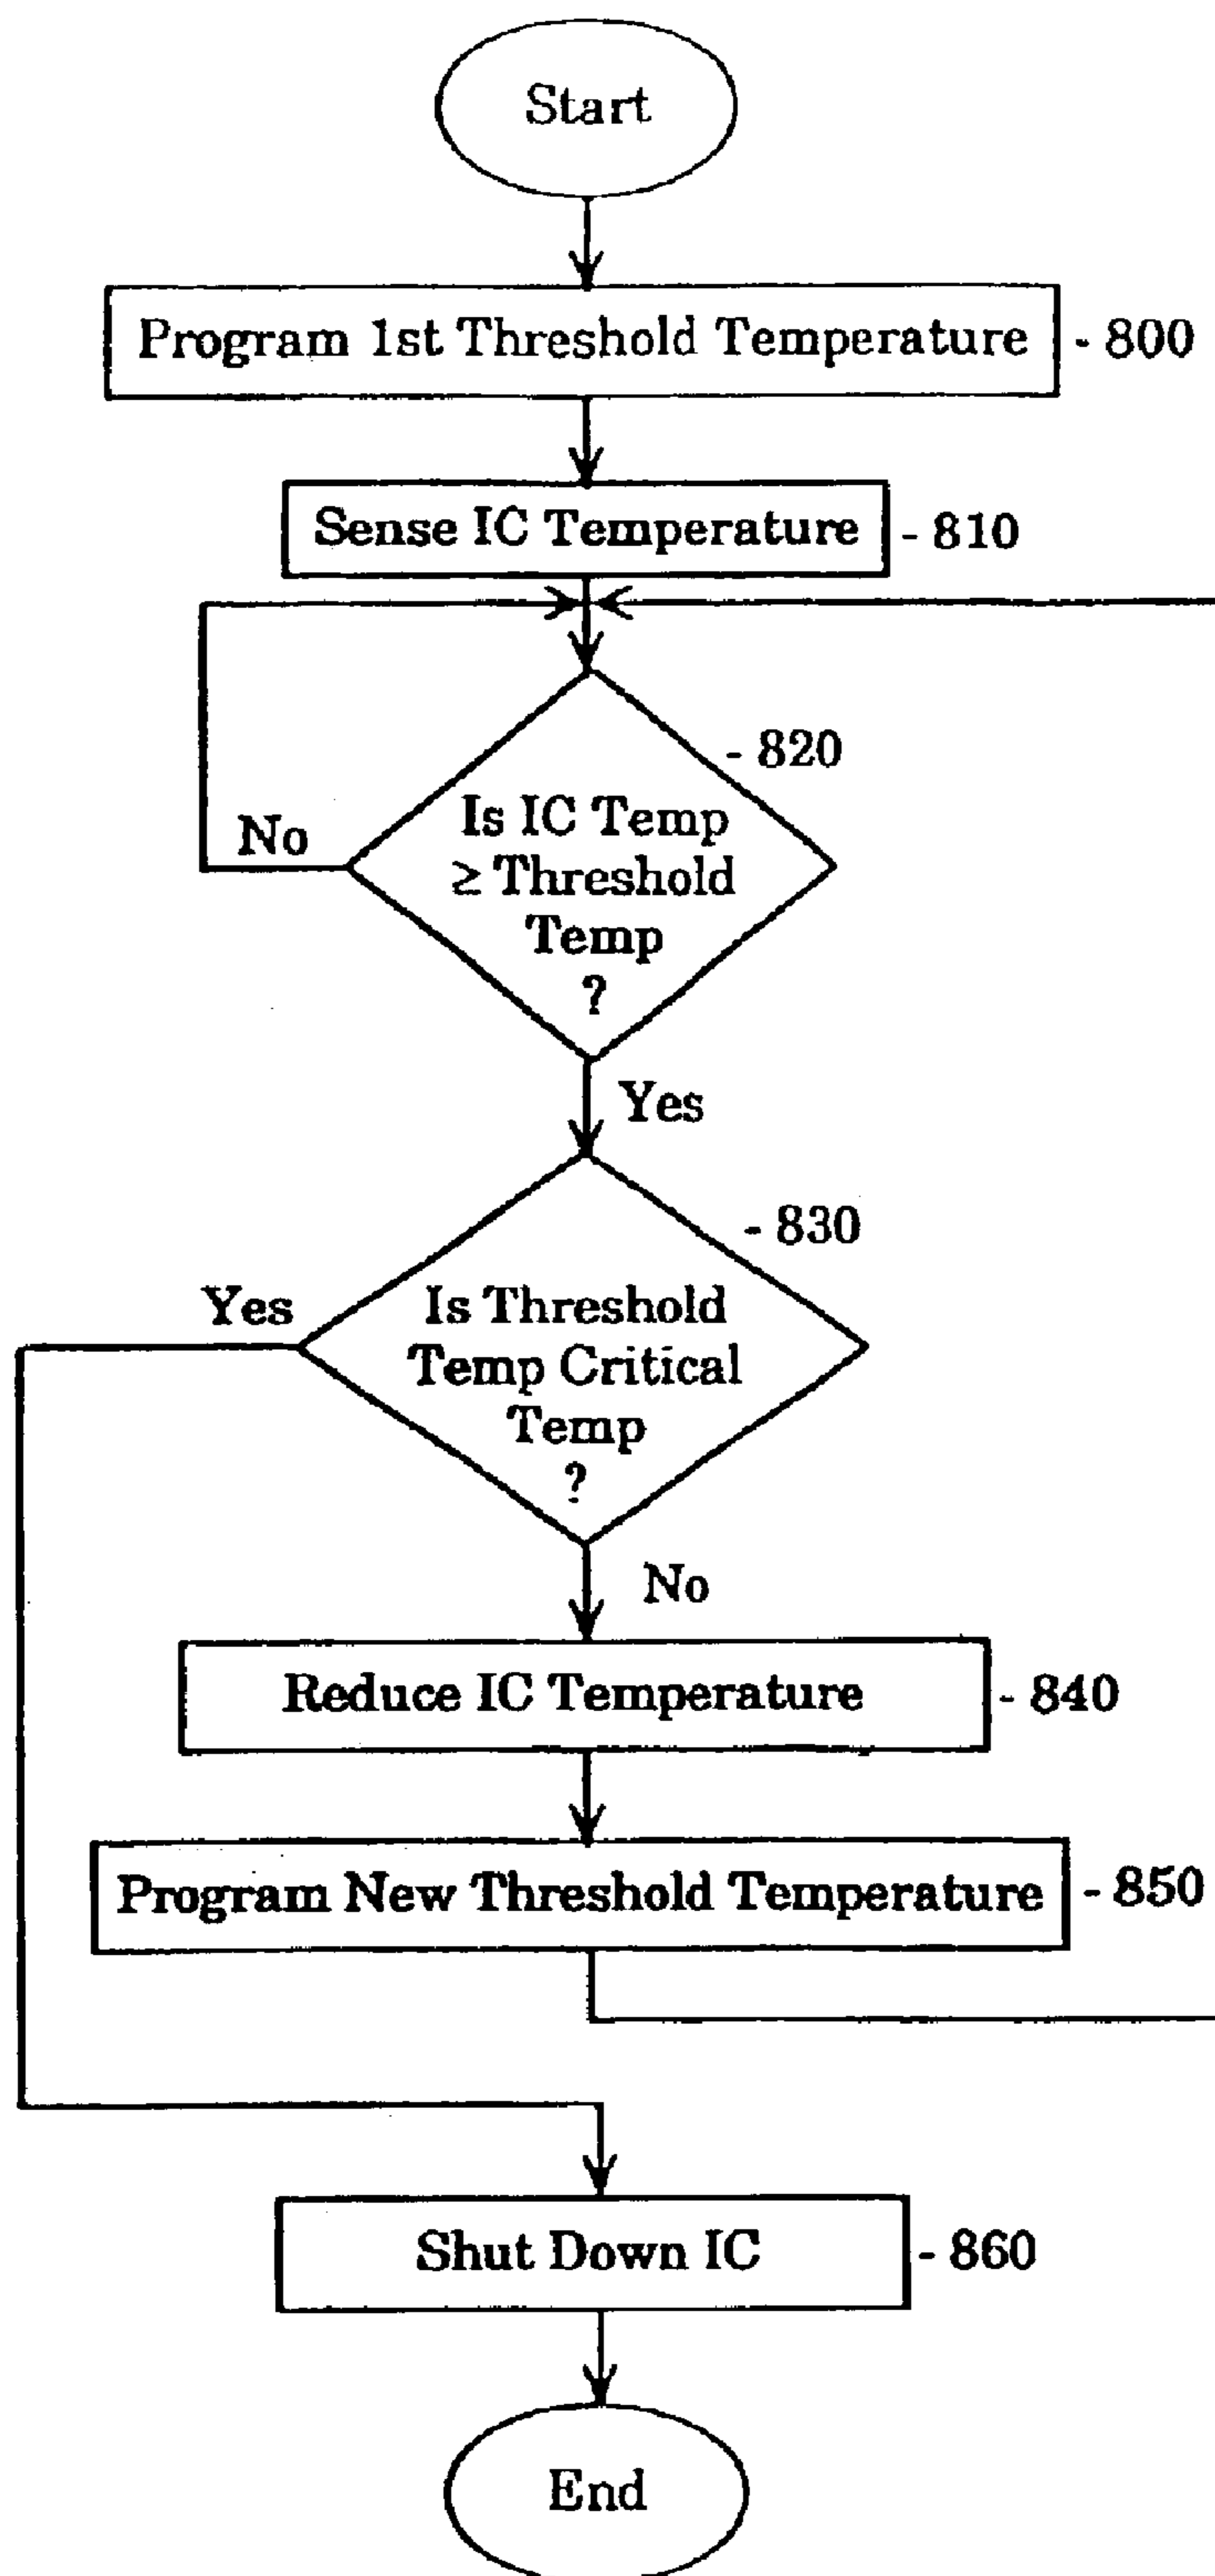 Start
Program 1st Threshold Temperature - 800
Sense IC Temperature - 810
- 820
Is IC Temp
≥ Threshold
Temp
?
No
Yes
- 830
Yes
Is Threshold
Temp Critical
Temp
?
No
Reduce IC Temperature - 840
Program New Threshold Temperature - 850
Shut Down IC - 860
End